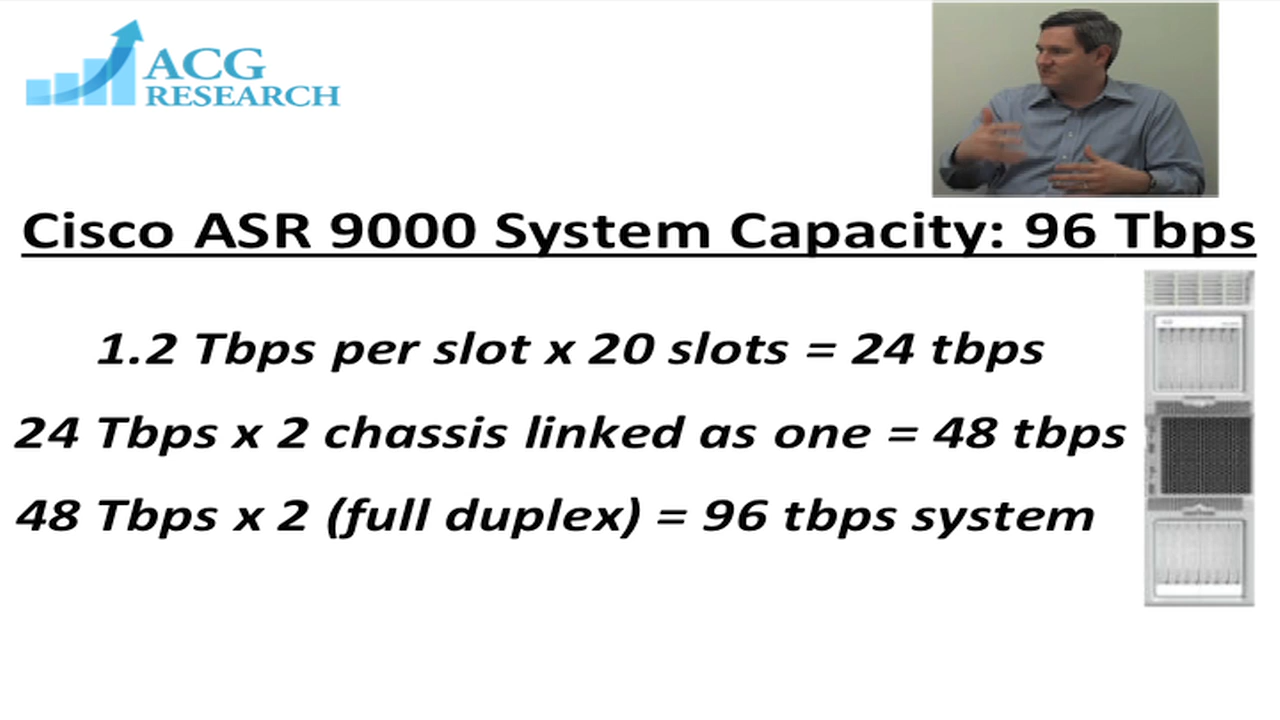 ACG
RESEARCH
Cisco ASR 9000 System Capacity: 96 Tbps
1.2 Tbps per slot x 20 slots = 24 tbps
24 Tbps x 2 chassis linked as one = 48 tbps
48 Tbps x 2 (full duplex) = 96 tbps system